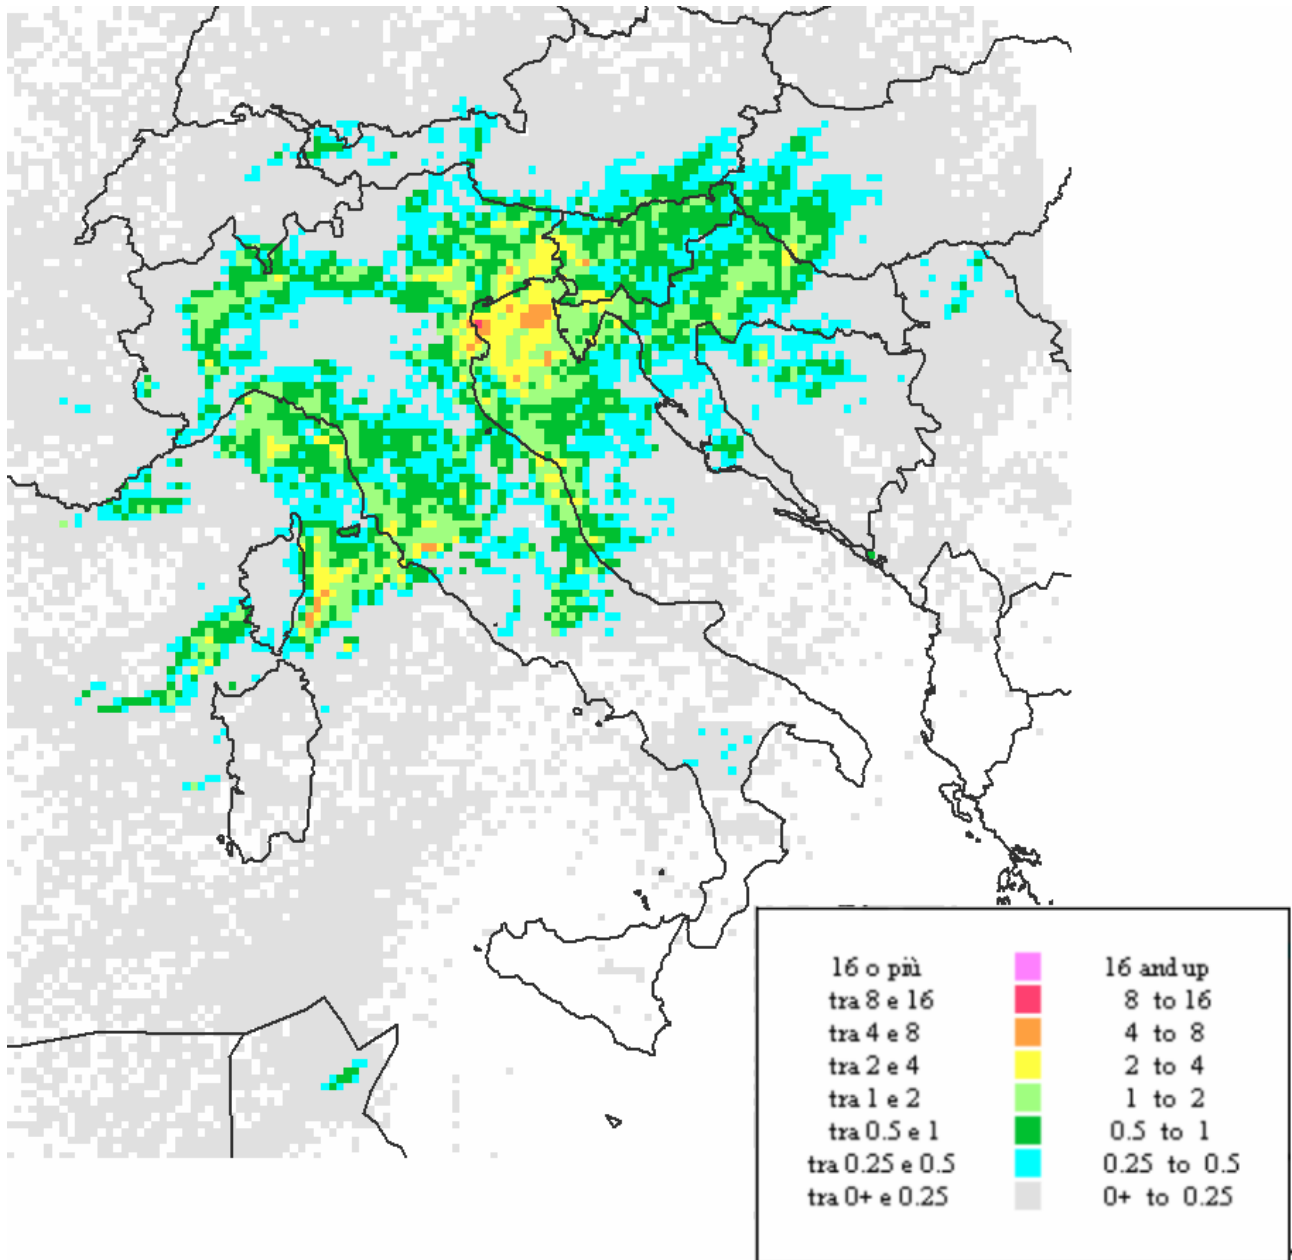 16 o più 16 and up
tra 8 e 16 8 to 16
tra 4 e 8 4 to 8
tra 2 e 4 2 to 4
tra 1 e 2 1 to 2
tra 0.5 e 1 0.5 to 1
tra 0.25 e 0.5 0.25 to 0.5
tra 0+ e 0.25 0+ to 0.25